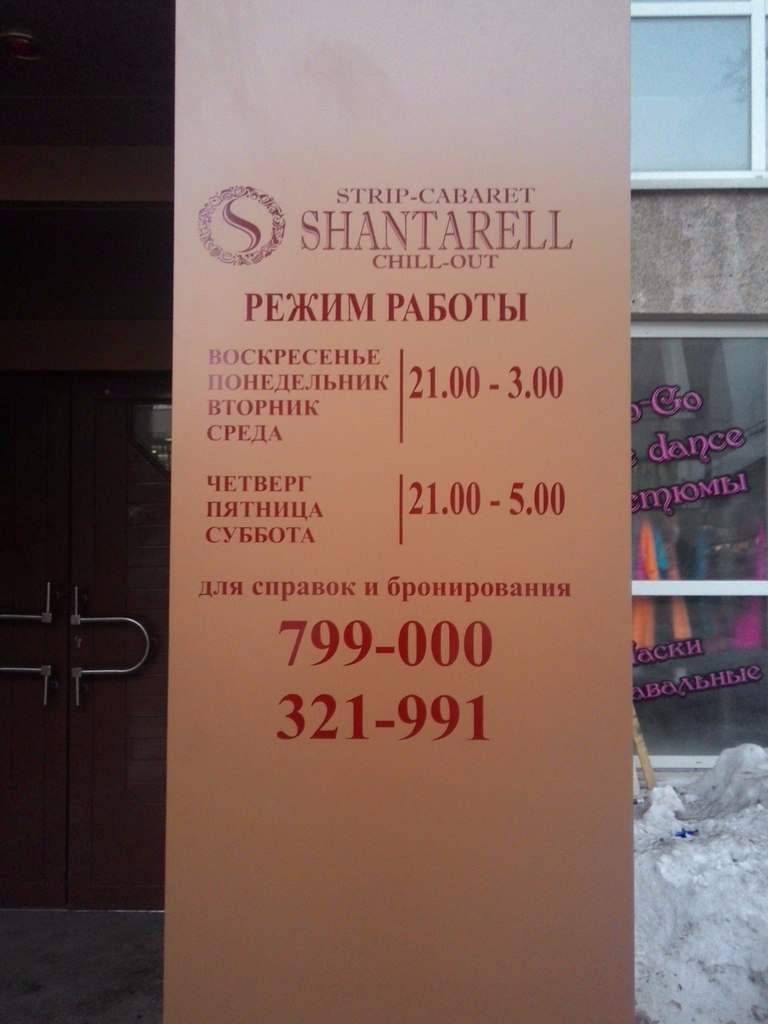 STRIP-CABARET
SHANTARELL
CHILL-OUT
РЕЖИМ РАБОТЫ
ВОСКРЕСЕНЬЕ
ПОНЕДЕЛЬНИК
ВТОРНИК
СРЕДА
21.00 - 3.00
ЧЕТВЕРГ
ПЯТНИЦА
СУББОТА
21.00 - 5.00
для справок и бронирования
799-000
321-991
dance